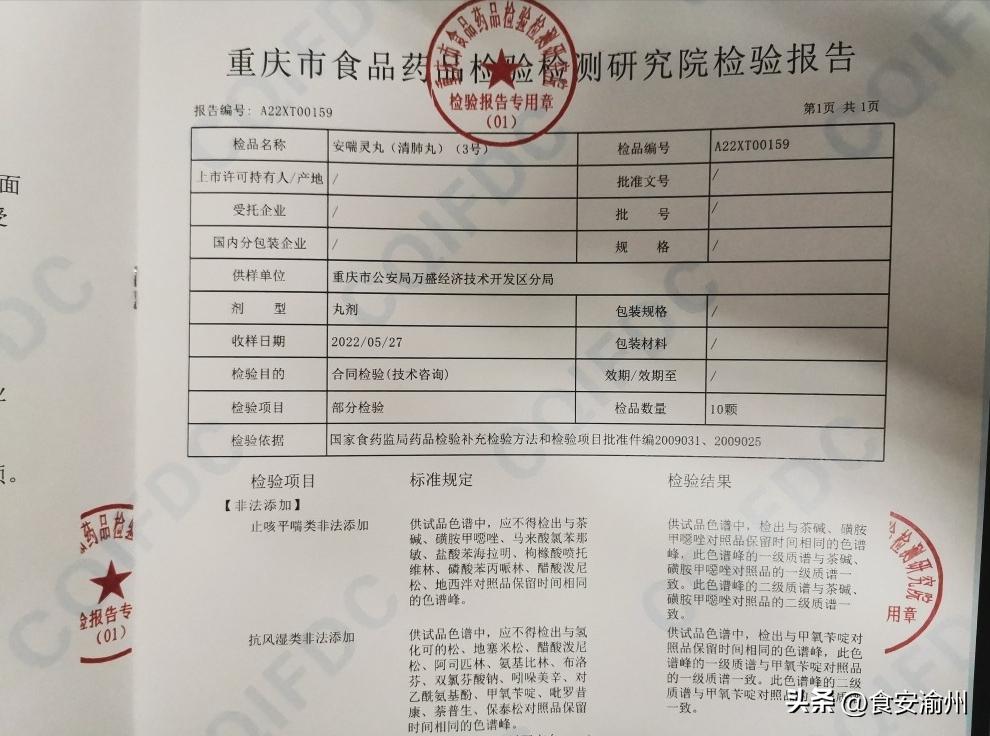 重庆市食品药品检验检测研究院检验报告
检验报告专用章
(01)
报告编号: A22XT00159
第1页 共1页
检品名称 安喘灵丸（清肺丸）（3号） 检品编号 A22XT00159
上市许可持有人/产地 / 批准文号 /
受托企业 / 批 号 /
国内分包装企业 / 规 格 /
供样单位 重庆市公安局万盛经济技术开发区分局
剂 型 丸剂 包装规格 /
收样日期 2022/05/27 包装材料 /
检验目的 合同检验(技术咨询) 效期/效期至 /
检验项目 部分检验 检品数量 10颗
检验依据 国家食药监局药品检验补充检验方法和检验项目批准件编2009031、2009025
检验项目 标准规定 检验结果
【非法添加】
止咳平喘类非法添加
供试品色谱中，应不得检出与茶
碱、磺胺甲噁唑、马来酸氯苯那
敏、盐酸苯海拉明、枸橼酸喷托
维林、磷酸苯丙哌林、醋酸泼尼
松、地西泮对照品保留时间相同
的色谱峰。
供试品色谱中，检出与茶碱、磺胺
甲噁唑对照品保留时间相同的色谱
峰，此色谱峰的一级质谱与茶碱、
磺胺甲噁唑对照品的一级质谱一
致。此色谱峰的二级质谱与茶碱、
磺胺甲噁唑对照品的二级质谱一
致。
抗风湿类非法添加
供试品色谱中，应不得检出与氢
化可的松、地塞米松、醋酸泼尼
松、阿司匹林、氨基比林、布洛
芬、双氯芬酸钠、吲哚美辛、对
乙酰氨基酚、甲氧苄啶、吡罗昔
康、萘普生、保泰松对照品保留
时间相同的色谱峰。
供试品色谱中，检出与甲氧苄啶对
照品保留时间相同的色谱峰，此色
谱峰的一级质谱与甲氧苄啶对照品
的一级质谱一致。此色谱峰的二级
质谱与甲氧苄啶对照品
一致。
面
药品检验
验报告专
(01)
检测研究院
用章
CQIFDC
头条 @食安渝州